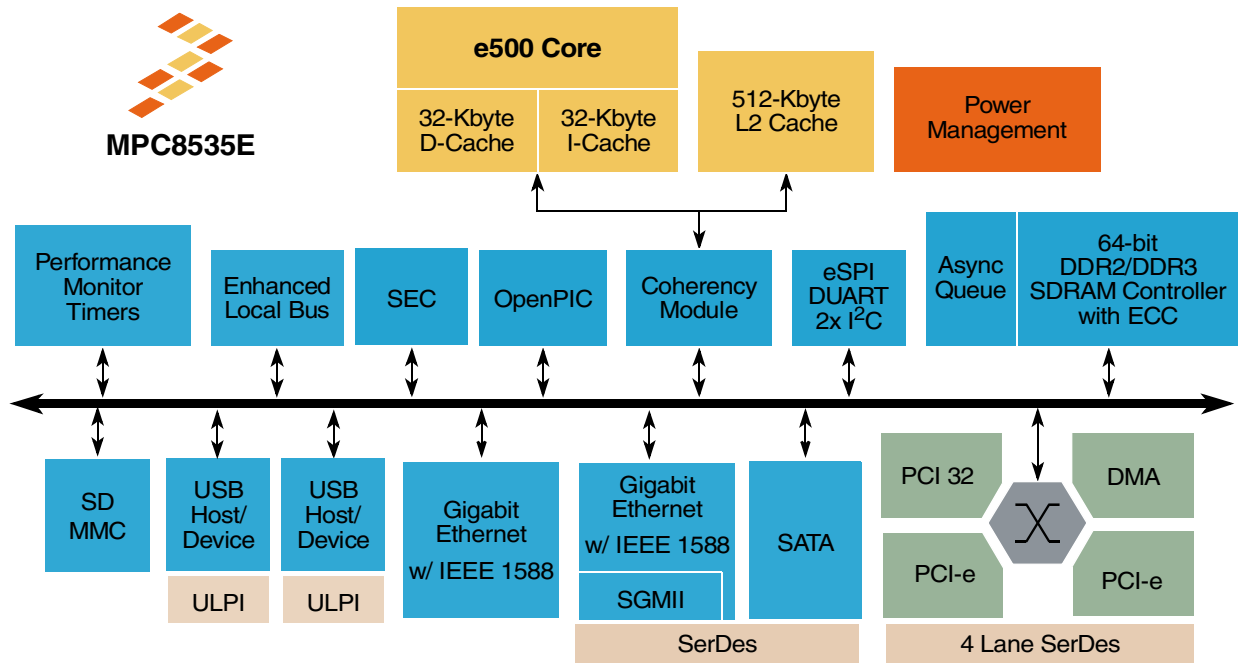 MPC8535E
e500 Core
32-Kbyte
D-Cache
32-Kbyte
I-Cache
512-Kbyte
L2 Cache
Power
Management
Performance
Monitor
Timers
Enhanced
Local Bus
SEC
OpenPIC
Coherency
Module
eSPI
DUART
2x I²C
Async
Queue
64-bit
DDR2/DDR3
SDRAM Controller
with ECC
SD
MMC
USB
Host/
Device
ULPI
USB
Host/
Device
ULPI
Gigabit
Ethernet
w/ IEEE 1588
Gigabit
Ethernet
w/ IEEE 1588
SGMII
SATA
SerDes
PCI 32
DMA
PCI-e
PCI-e
4 Lane SerDes